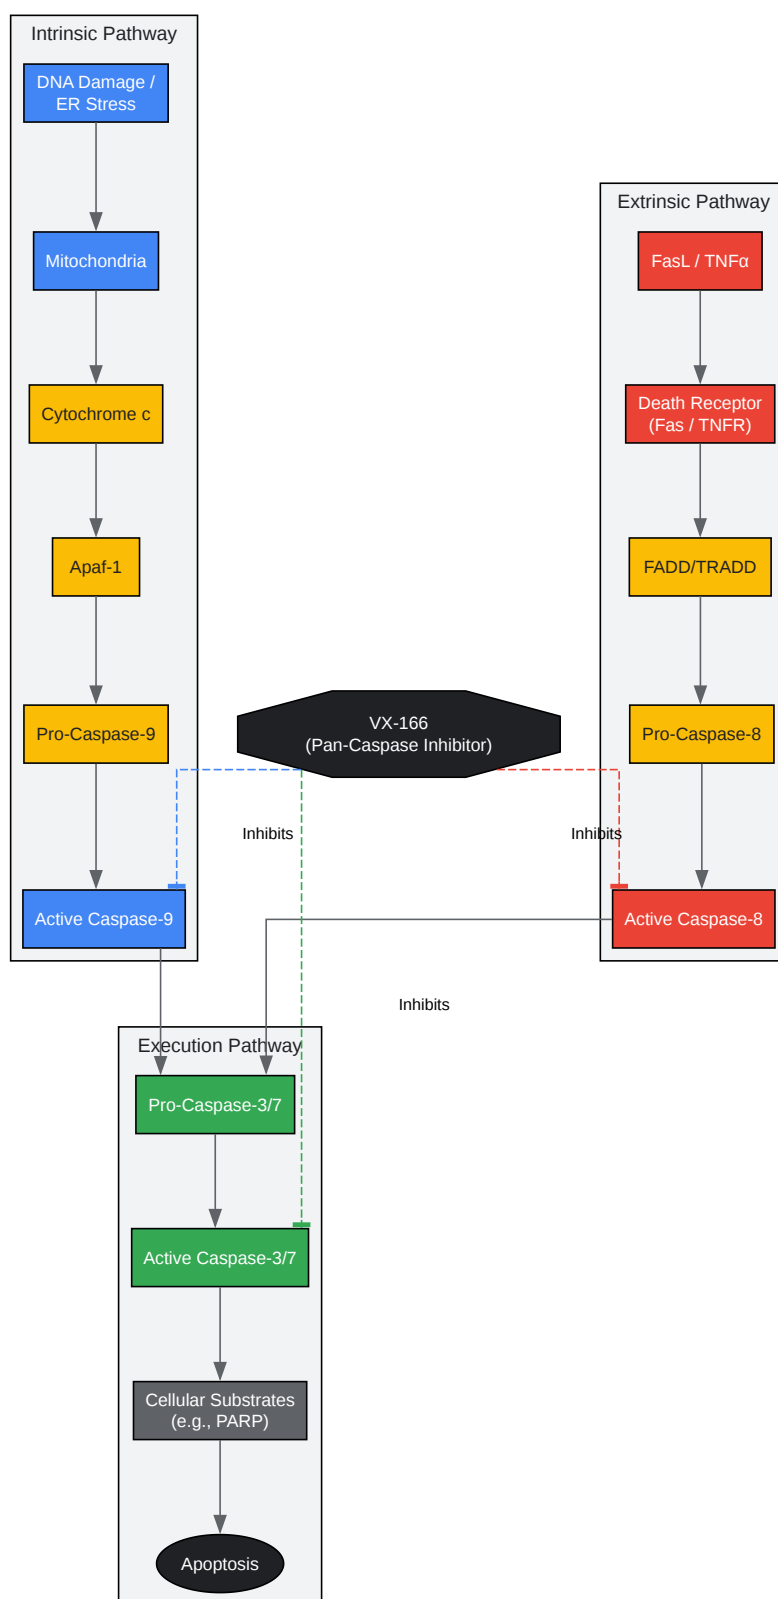 Intrinsic Pathway
DNA Damage /
ER Stress
Mitochondria
Cytochrome c
Apaf-1
Pro-Caspase-9
Active Caspase-9
Extrinsic Pathway
FasL / TNFα
Death Receptor
(Fas / TNFR)
FADD/TRADD
Pro-Caspase-8
Active Caspase-8
VX-166
(Pan-Caspase Inhibitor)
Inhibits
Inhibits
Inhibits
Execution Pathway
Pro-Caspase-3/7
Active Caspase-3/7
Cellular Substrates
(e.g., PARP)
Apoptosis